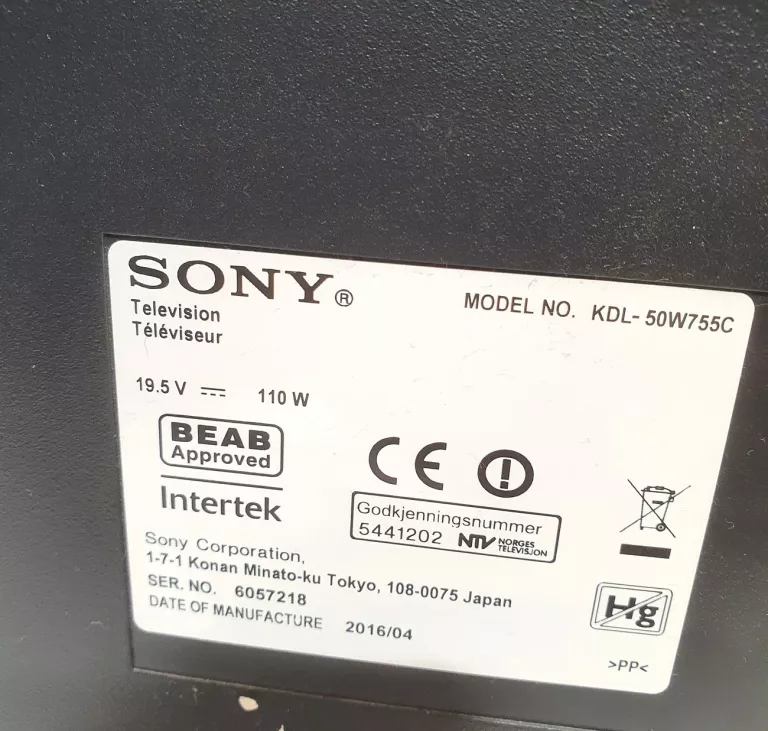 SONY®
Television
Téléviseur
MODEL NO. KDL- 50W755C
19.5 V ⎓ 110 W
BEAB
Approved
Intertek
CE
Godkjenningsnummer
5441202 NTV NORGES
TELEVISJON
Sony Corporation,
1-7-1 Konan Minato-ku Tokyo, 108-0075 Japan
SER. NO. 6057218
DATE OF MANUFACTURE 2016/04
Hg
>PP<